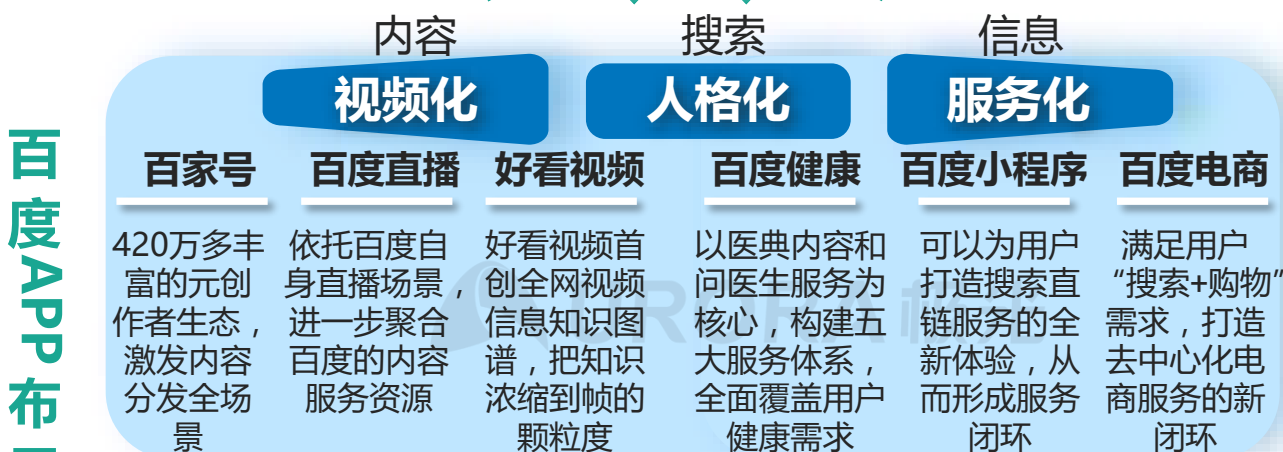 内容
搜索
信息
视频化
人格化
服务化
百度APP布
百家号
420万多丰
富的元创
作者生态，
激发内容
分发全场
景
百度直播
依托百度自
身直播场景，
进一步聚合
百度的内容
服务资源
好看视频
好看视频首
创全网视频
信息知识图
谱，把知识
浓缩到帧的
颗粒度
百度健康
以医典内容和
问医生服务为
核心，构建五
大服务体系，
全面覆盖用户
健康需求
百度小程序
可以为用户
打造搜索直
链服务的全
新体验，从
而形成服务
闭环
百度电商
满足用户
“搜索+购物”
需求，打造
去中心化电
商服务的新
闭环
URORA 极光